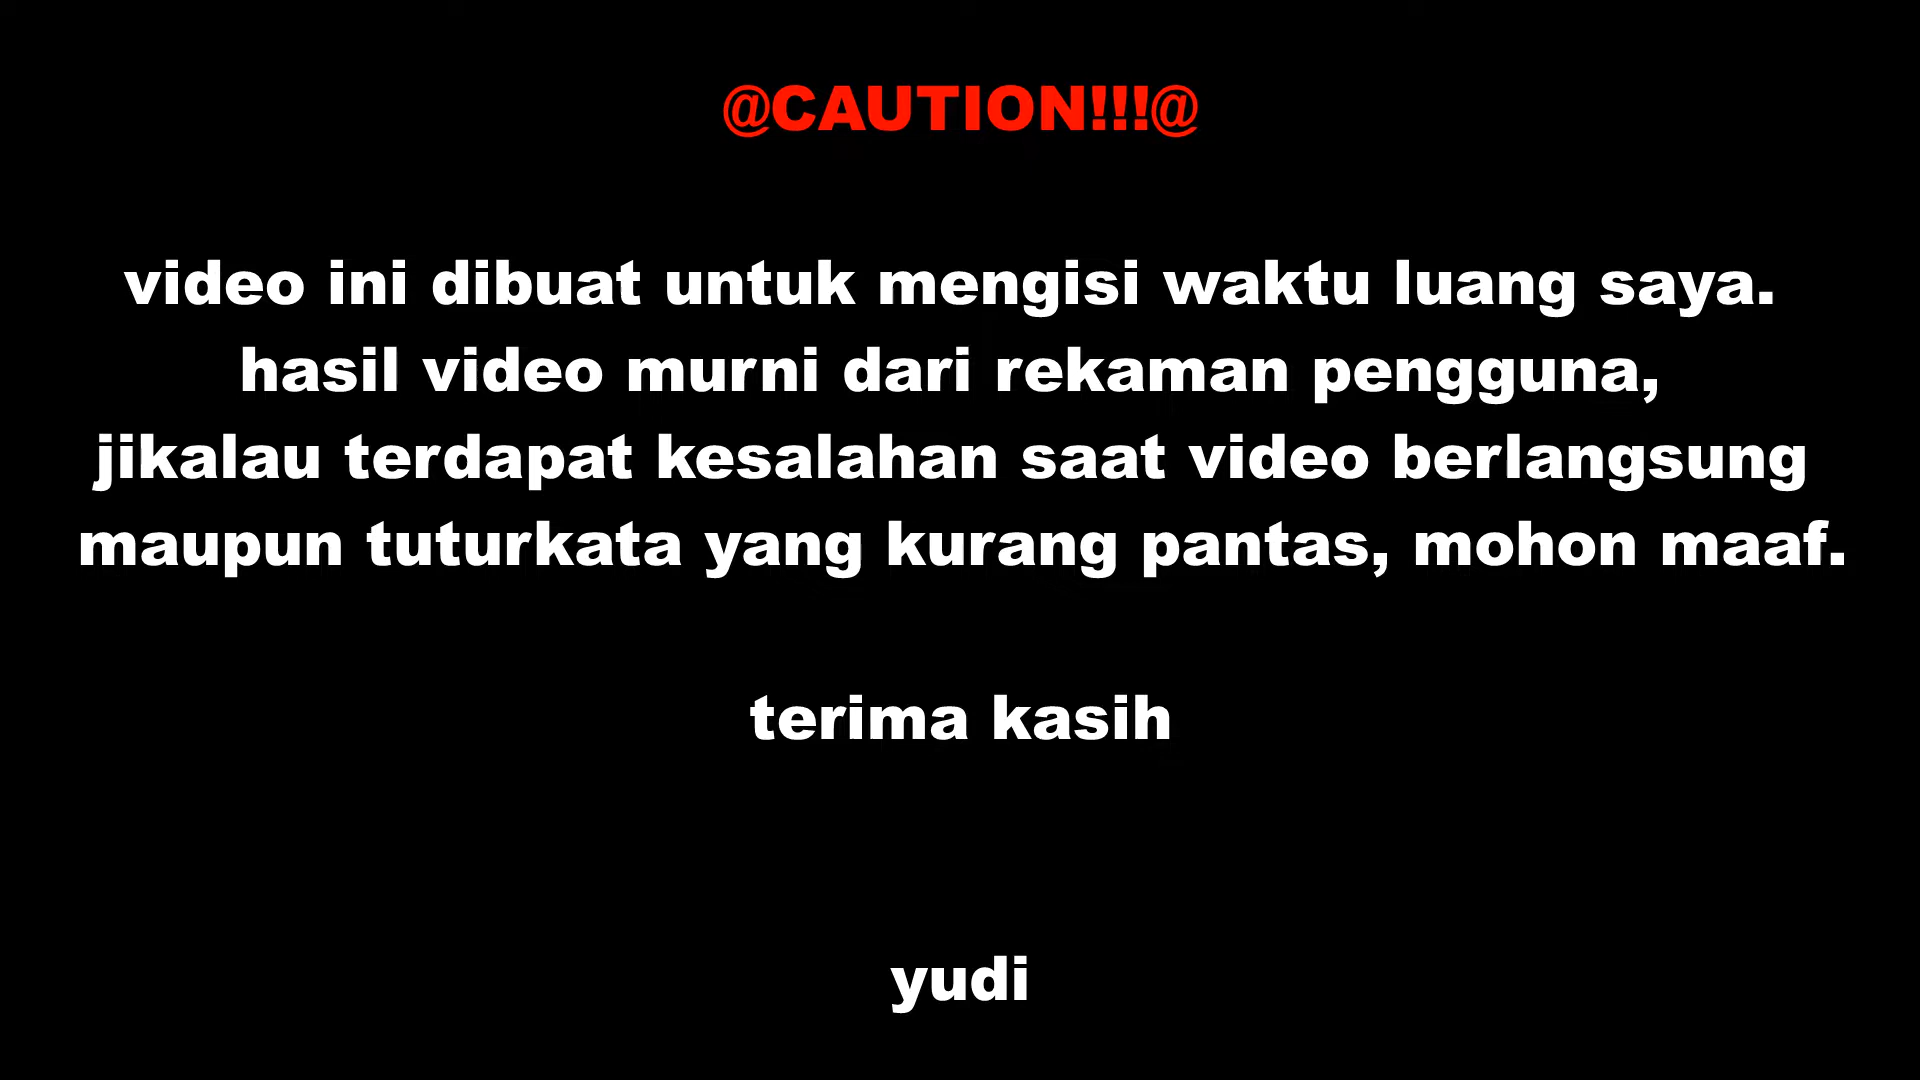 @CAUTION!!!@
video ini dibuat untuk mengisi waktu luang saya.
hasil video murni dari rekaman pengguna,
jikalau terdapat kesalahan saat video berlangsung
maupun tuturkata yang kurang pantas, mohon maaf.
terima kasih
yudi